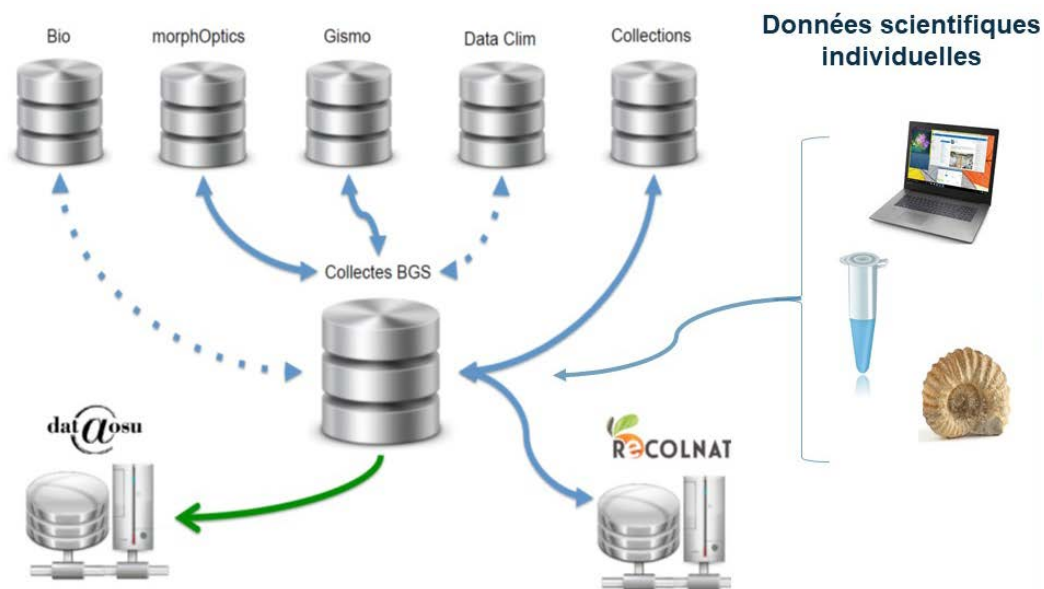 Bio
morphOptics
Gismo
Data Clim
Collections
Données scientifiques
individuelles
Collectes BGS
dat@osu
ReCOLNAT